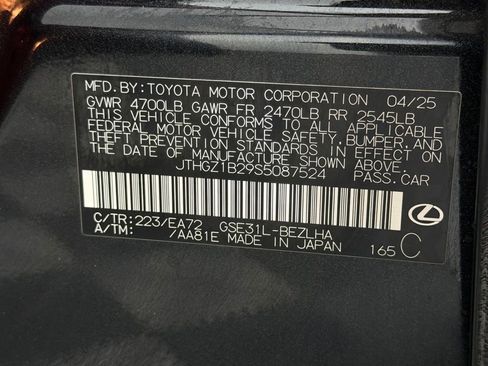 MFD.BY:TOYOTA MOTOR CORPORATION 04/25
GVWR 4700LB GAWR FR 2470LB RR 2545LB
THIS VEHICLE CONFORMS TO ALL APPLICABLE
FEDERAL MOTOR VEHICLE SAFETY,BUMPER,AND
THEFT PREVENTION STANDARDS IN EFFECT ON
THE DATE OF MANUFACTURE SHOWN ABOVE.
JTHGZ1B29S5087524 PASS.CAR
C/TR:223/EA72 GSE31L-BEZLHA
A/TM: /AA81E MADE IN JAPAN 165 C